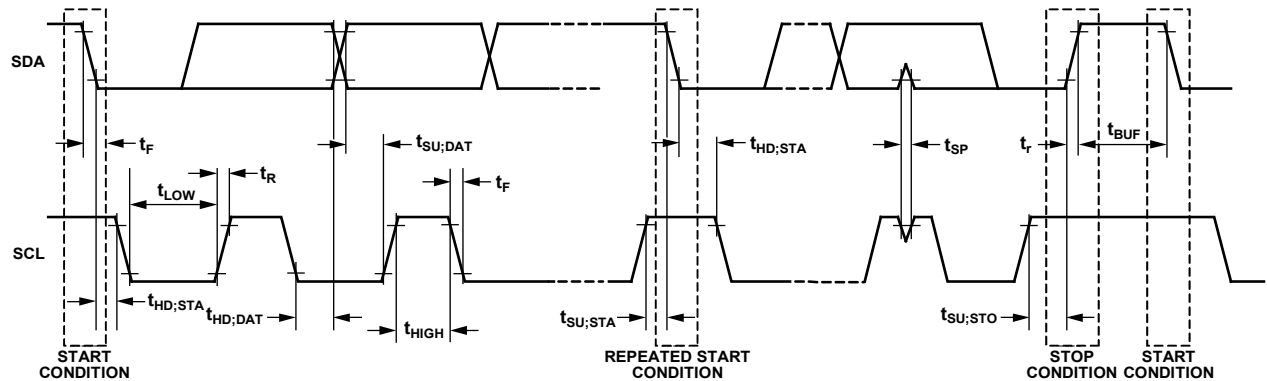 SDA
tF
tSU;DAT
tHD;STA
tSP
tr
tBUF
tLOW
tR
tF
SCL
tHD;STA
tHD;DAT
tHIGH
tSU;STA
tSU;STO
START
CONDITION
REPEATED START
CONDITION
STOP
CONDITION
START
CONDITION